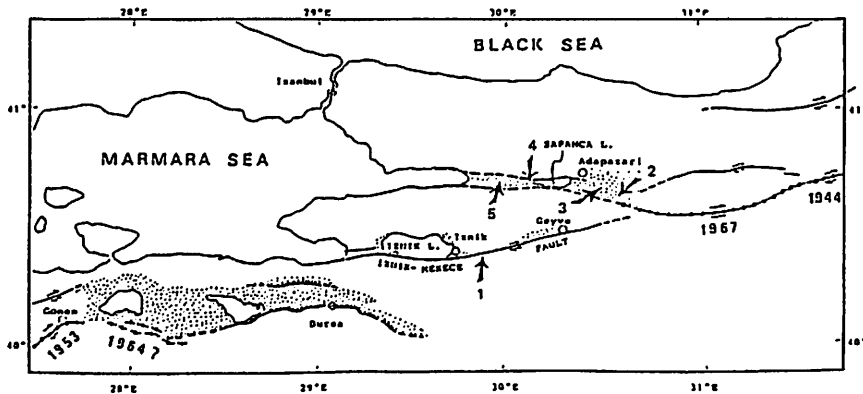 28°E 29°E 30°E 31°E
BLACK SEA
Istanbul
41° 41°
MARMARA SEA
4 SAPANCA L.
Adapazari
2
5 3
1944
1967
Iznik Geyve
IZNIK L.
IZNIK-MEKECE FAULT
1
Gonen
Bursa
1953 1964?
40° 40°
28°E 29°E 30°E 31°E